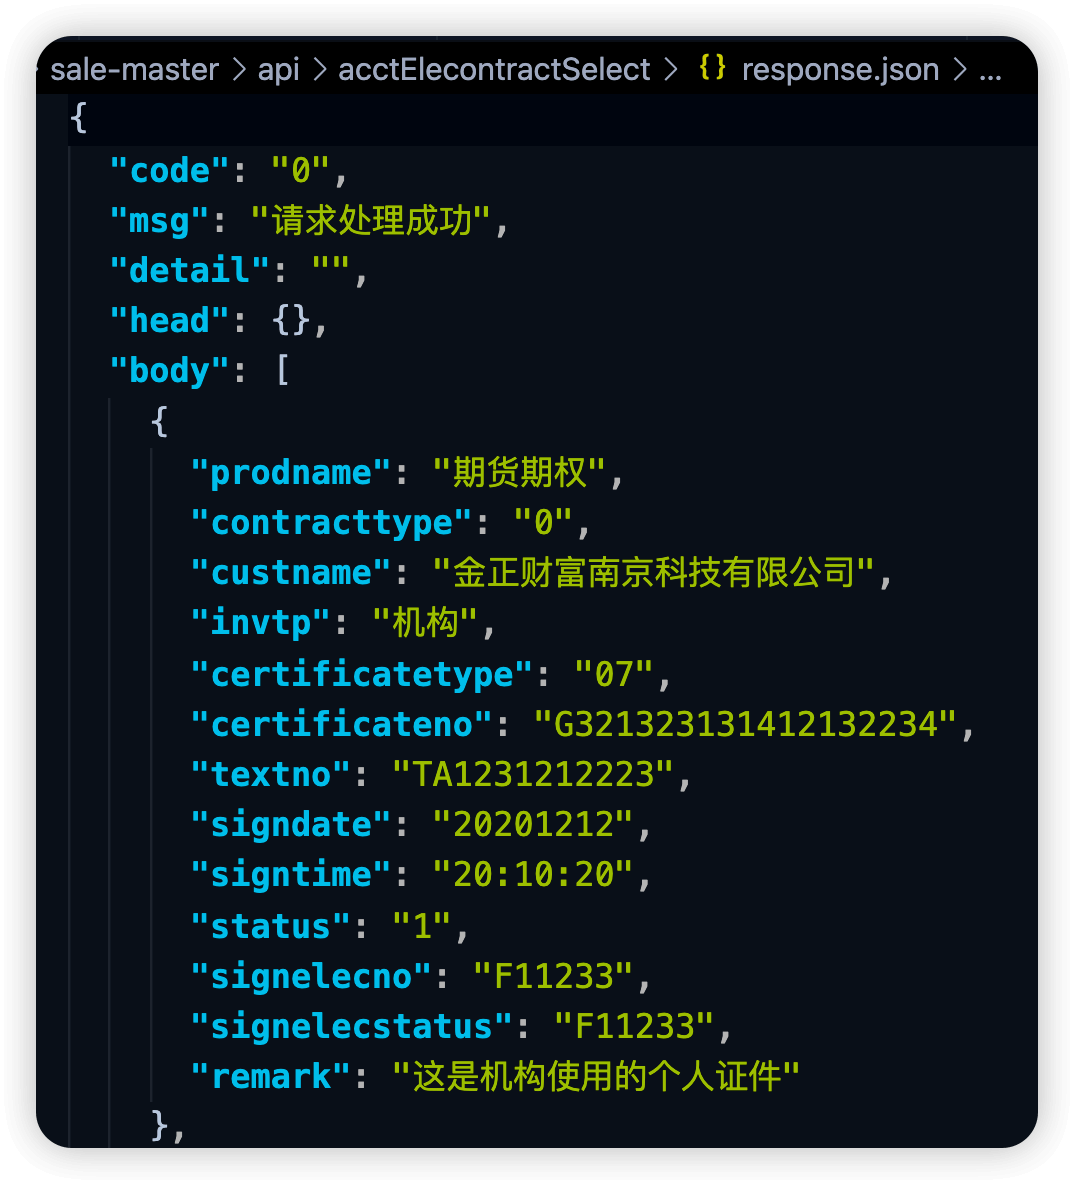 sale-master > api > acctElecontractSelect > {} response.json > ...
{
"code": "0",
"msg": "请求处理成功",
"detail": "",
"head": {},
"body": [
{
"prodname": "期货期权",
"contracttype": "0",
"custname": "金正财富南京科技有限公司",
"invtp": "机构",
"certificatetype": "07",
"certificateno": "G321323131412132234",
"textno": "TA1231212223",
"signdate": "20201212",
"signtime": "20:10:20",
"status": "1",
"signelecno": "F11233",
"signelecstatus": "F11233",
"remark": "这是机构使用的个人证件"
},